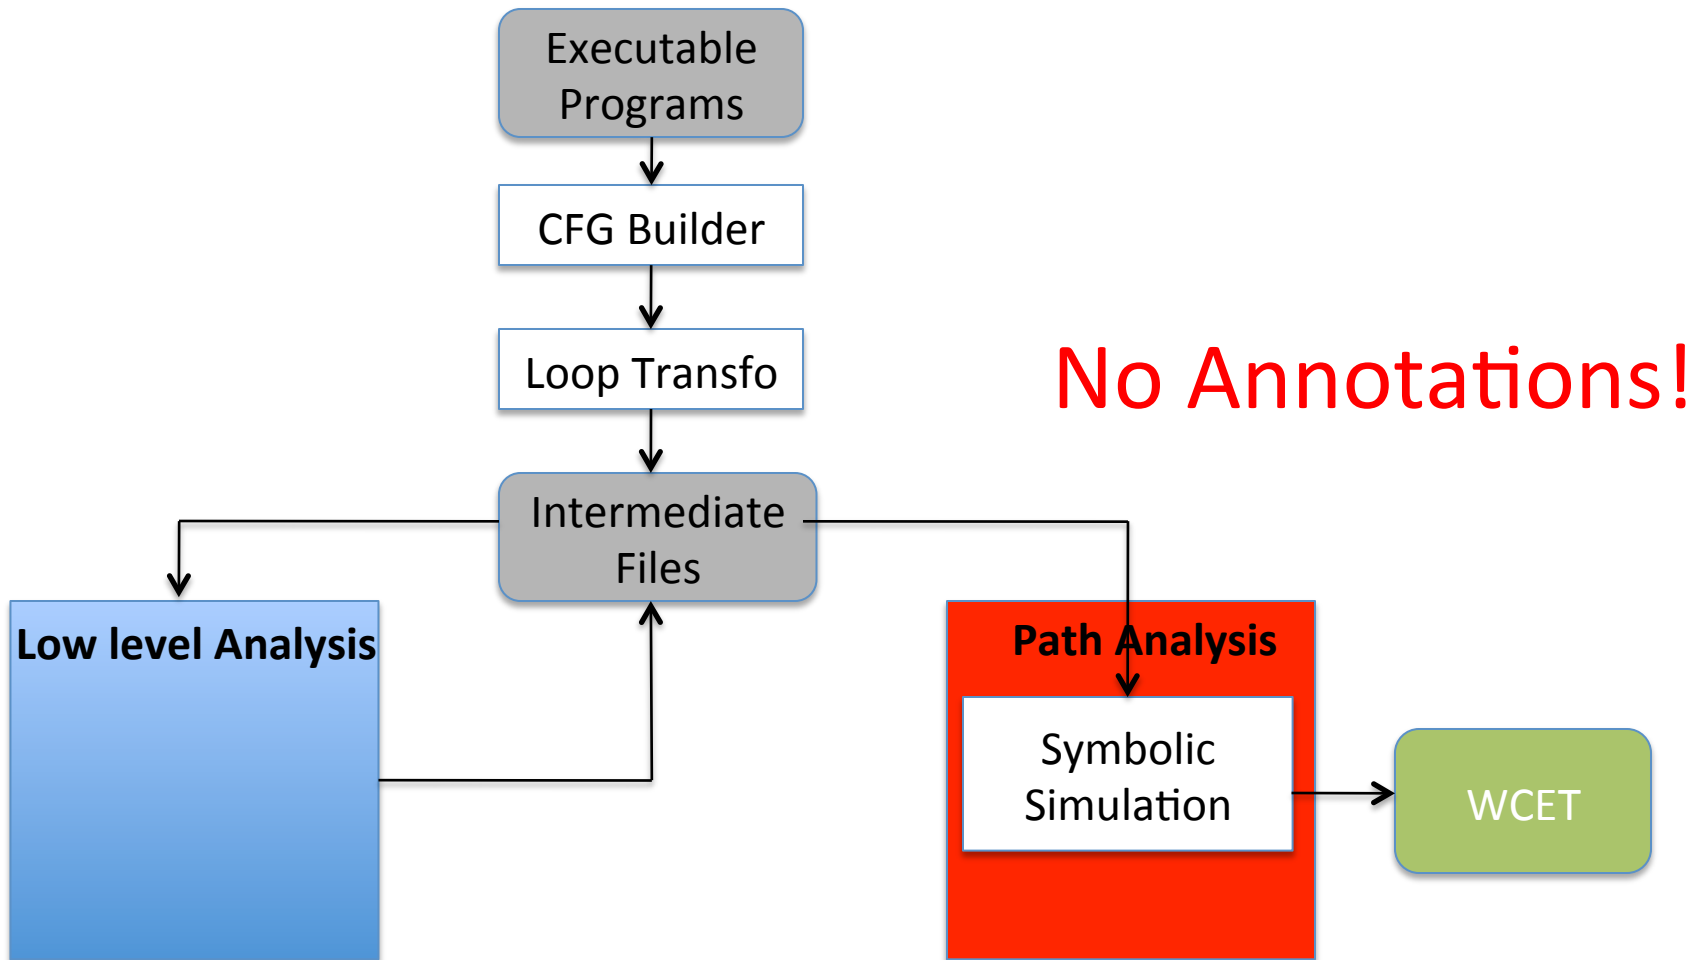 Executable
Programs
CFG Builder
Loop Transfo
No Annotations!
Intermediate
Files
Low level Analysis
Path Analysis
Symbolic
Simulation
WCET